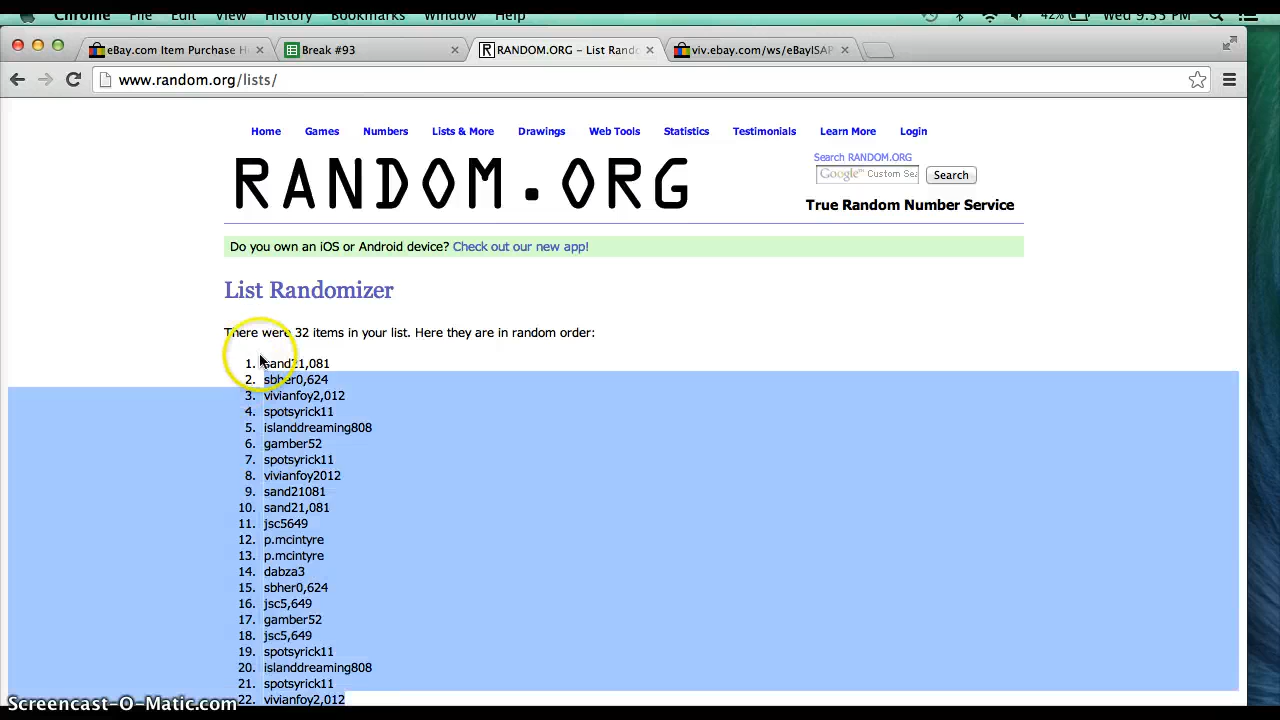 Chrome File Edit View History Bookmarks Window Help 42% Wed 9:33 PM
eBay.com Item Purchase H Break #93 RANDOM.ORG – List Rando viv.ebay.com/ws/eBayISAP
www.random.org/lists/
Home Games Numbers Lists & More Drawings Web Tools Statistics Testimonials Learn More Login
Search RANDOM.ORG
RANDOM.ORG
Google™ Custom Sea Search
True Random Number Service
Do you own an iOS or Android device? Check out our new app!
List Randomizer
There were 32 items in your list. Here they are in random order:
1. sand21,081
2. sbher0,624
3. vivianfoy2,012
4. spotsyrick11
5. islanddreaming808
6. gamber52
7. spotsyrick11
8. vivianfoy2012
9. sand21081
10. sand21,081
11. jsc5649
12. p.mcintyre
13. p.mcintyre
14. dabza3
15. sbher0,624
16. jsc5,649
17. gamber52
18. jsc5,649
19. spotsyrick11
20. islanddreaming808
21. spotsyrick11
22. vivianfoy2,012
Screencast-O-Matic.com